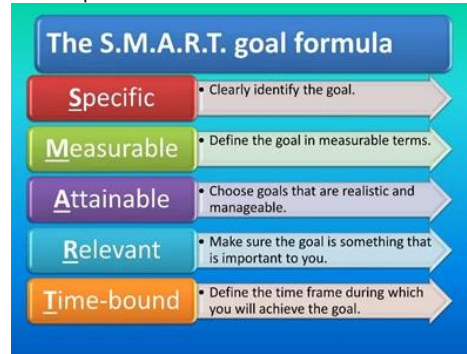 The S.M.A.R.T. goal formula
Specific
• Clearly identify the goal.
Measurable
• Define the goal in measurable terms.
Attainable
• Choose goals that are realistic and
manageable.
Relevant
• Make sure the goal is something that
is important to you.
Time-bound
• Define the time frame during which
you will achieve the goal.